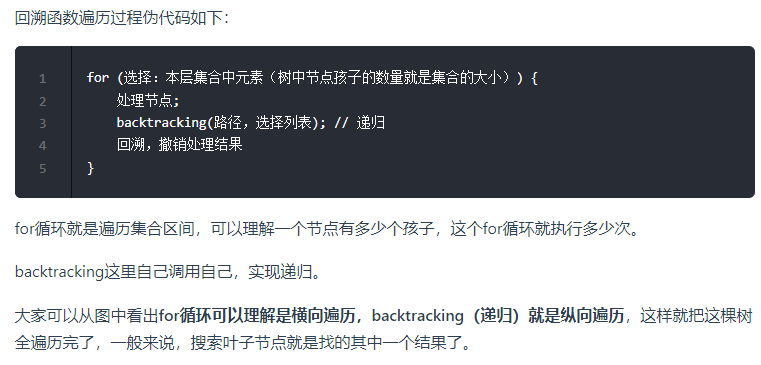 回溯函数遍历过程伪代码如下：
1 for (选择：本层集合中元素（树中节点孩子的数量就是集合的大小）) {
2     处理节点;
3     backtracking(路径，选择列表); // 递归
4     回溯，撤销处理结果
5 }
for循环就是遍历集合区间，可以理解一个节点有多少个孩子，这个for循环就执行多少次。
backtracking这里自己调用自己，实现递归。
大家可以从图中看出for循环可以理解是横向遍历，backtracking（递归）就是纵向遍历，这样就把这棵树
全遍历完了，一般来说，搜索叶子节点就是找的其中一个结果了。